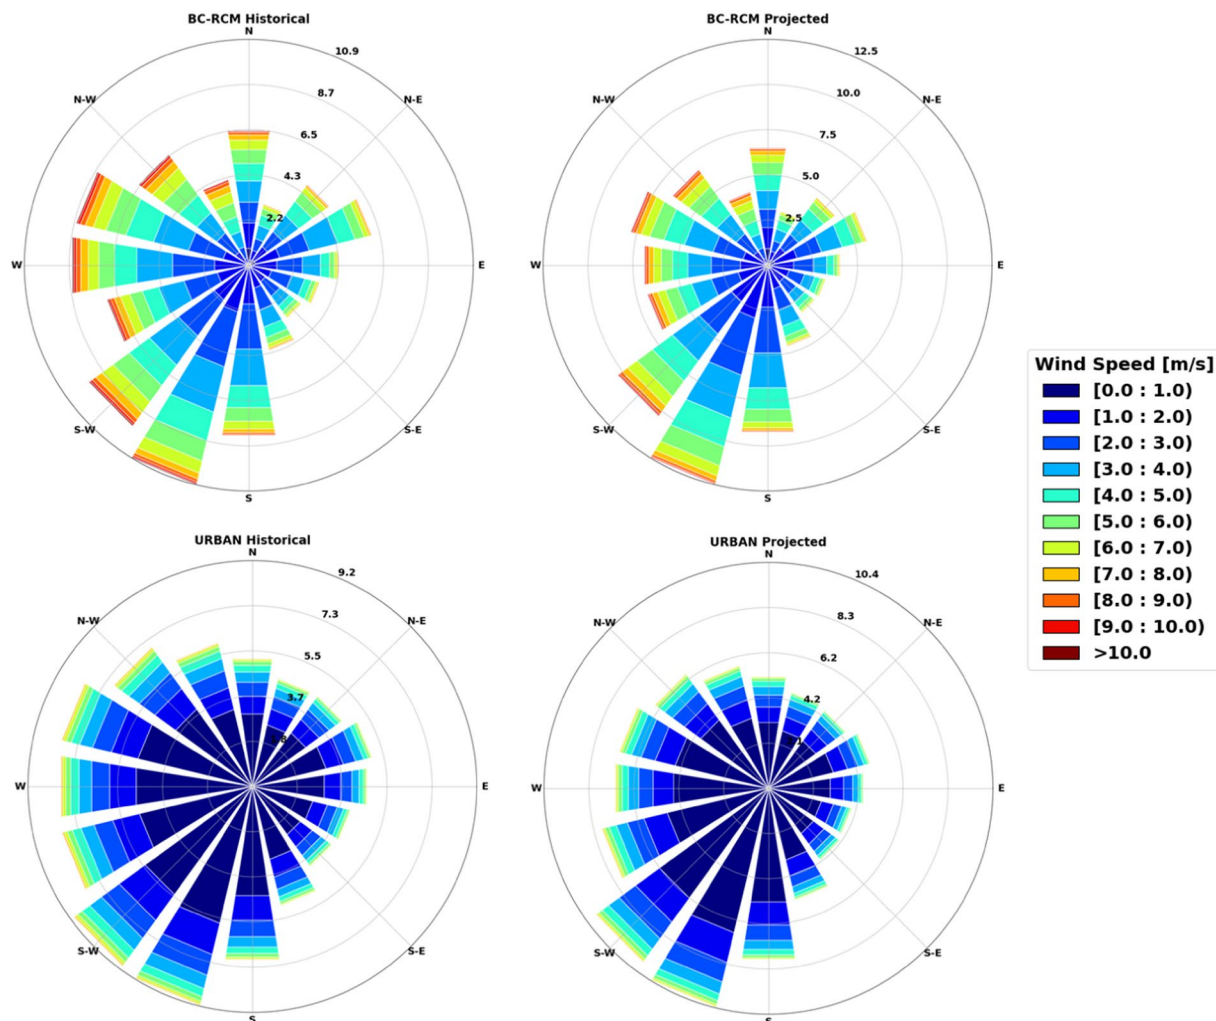 BC-RCM Historical
N
10.9
8.7
N-W
N-E
6.5
4.3
2.2
W
E
S-W
S-E
S
BC-RCM Projected
N
12.5
10.0
N-W
N-E
7.5
5.0
2.5
W
E
S-W
S-E
S
Wind Speed [m/s]
[0.0 : 1.0)
[1.0 : 2.0)
[2.0 : 3.0)
[3.0 : 4.0)
[4.0 : 5.0)
[5.0 : 6.0)
[6.0 : 7.0)
[7.0 : 8.0)
[8.0 : 9.0)
[9.0 : 10.0)
>10.0
URBAN Historical
N
9.2
7.3
N-W
N-E
5.5
3.7
1.8
W
E
S-W
S-E
S
URBAN Projected
N
10.4
8.3
N-W
N-E
6.2
4.2
W
E
S-W
S-E
S